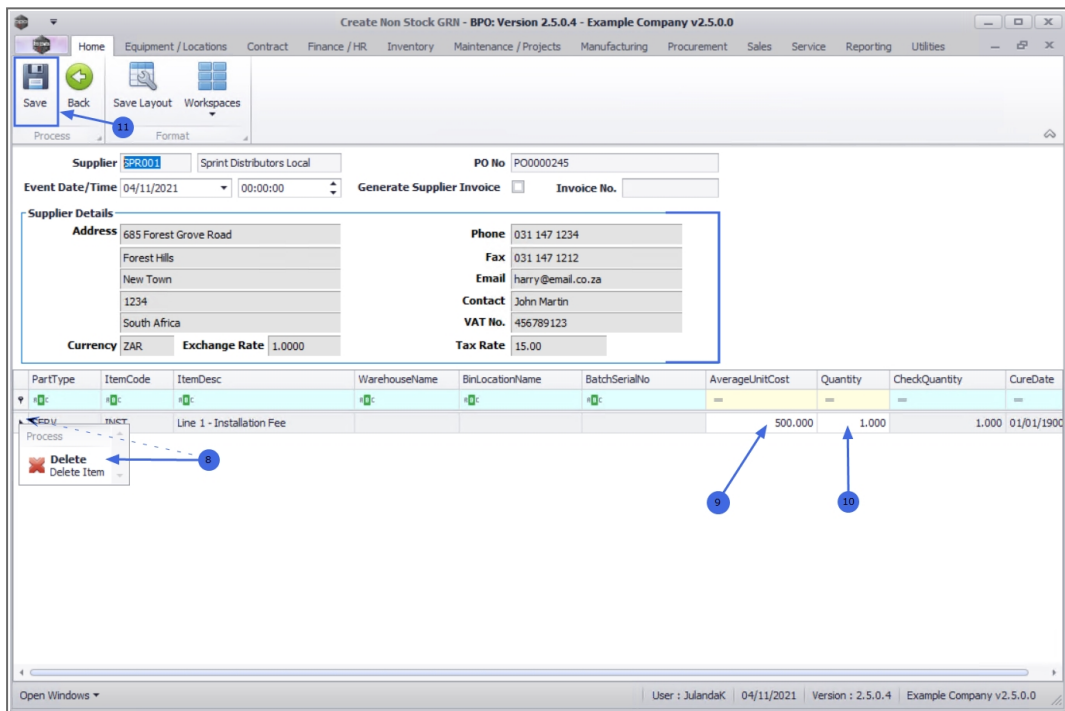 Create Non Stock GRN - BPO: Version 2.5.0.4 - Example Company v2.5.0.0
Home Equipment / Locations Contract Finance / HR Inventory Maintenance / Projects Manufacturing Procurement Sales Service Reporting Utilities
Save Back Save Layout Workspaces
11
Process Format
Supplier SPR001 Sprint Distributors Local PO No PO0000245
Event Date/Time 04/11/2021 00:00:00 Generate Supplier Invoice Invoice No.
Supplier Details
Address 685 Forest Grove Road Phone 031 147 1234
Forest Hills Fax 031 147 1212
New Town Email harry@email.co.za
1234 Contact John Martin
South Africa VAT No. 456789123
Currency ZAR Exchange Rate 1.0000 Tax Rate 15.00
PartType ItemCode ItemDesc WarehouseName BinLocationName BatchSerialNo AverageUnitCost Quantity CheckQuantity CureDate
Line 1 - Installation Fee 500.000 1.000 1.000 01/01/1900
Process
Delete 8
Delete Item
9 10
Open Windows User : JulandaK 04/11/2021 Version : 2.5.0.4 Example Company v2.5.0.0